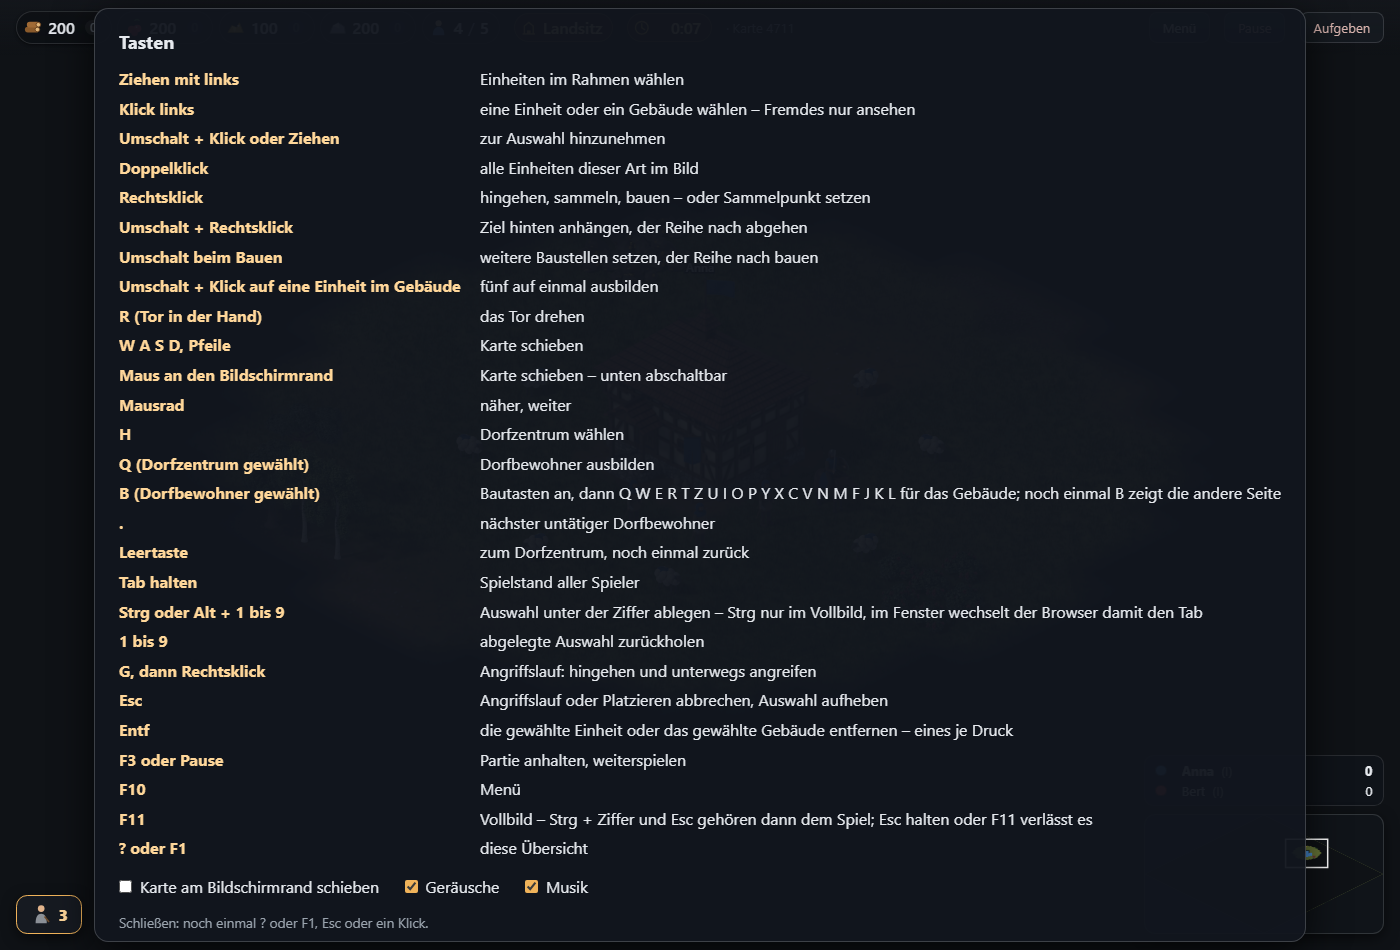 200
200
100
200
4 / 5
Landsitz
0:07
Menü
Pause
Aufgeben
Tasten
Ziehen mit links Einheiten im Rahmen wählen
Klick links eine Einheit oder ein Gebäude wählen – Fremdes nur ansehen
Umschalt + Klick oder Ziehen zur Auswahl hinzunehmen
Doppelklick alle Einheiten dieser Art im Bild
Rechtsklick hingehen, sammeln, bauen – oder Sammelpunkt setzen
Umschalt + Rechtsklick Ziel hinten anhängen, der Reihe nach abgehen
Umschalt beim Bauen weitere Baustellen setzen, der Reihe nach bauen
Umschalt + Klick auf eine Einheit im Gebäude fünf auf einmal ausbilden
R (Tor in der Hand) das Tor drehen
W A S D, Pfeile Karte schieben
Maus an den Bildschirmrand Karte schieben – unten abschaltbar
Mausrad näher, weiter
H Dorfzentrum wählen
Q (Dorfzentrum gewählt) Dorfbewohner ausbilden
B (Dorfbewohner gewählt) Bautasten an, dann Q W E R T Z U I O P Y X C V N M F J K L für das Gebäude; noch einmal B zeigt die andere Seite
. nächster untätiger Dorfbewohner
Leertaste zum Dorfzentrum, noch einmal zurück
Tab halten Spielstand aller Spieler
Strg oder Alt + 1 bis 9 Auswahl unter der Ziffer ablegen – Strg nur im Vollbild, im Fenster wechselt der Browser damit den Tab
1 bis 9 abgelegte Auswahl zurückholen
G, dann Rechtsklick Angriffslauf: hingehen und unterwegs angreifen
Esc Angriffslauf oder Platzieren abbrechen, Auswahl aufheben
Entf die gewählte Einheit oder das gewählte Gebäude entfernen – eines je Druck
F3 oder Pause Partie anhalten, weiterspielen
F10 Menü
F11 Vollbild – Strg + Ziffer und Esc gehören dann dem Spiel; Esc halten oder F11 verlässt es
? oder F1 diese Übersicht
Karte am Bildschirmrand schieben Geräusche Musik
Schließen: noch einmal ? oder F1, Esc oder ein Klick.
Anna 0
Bert 0
3